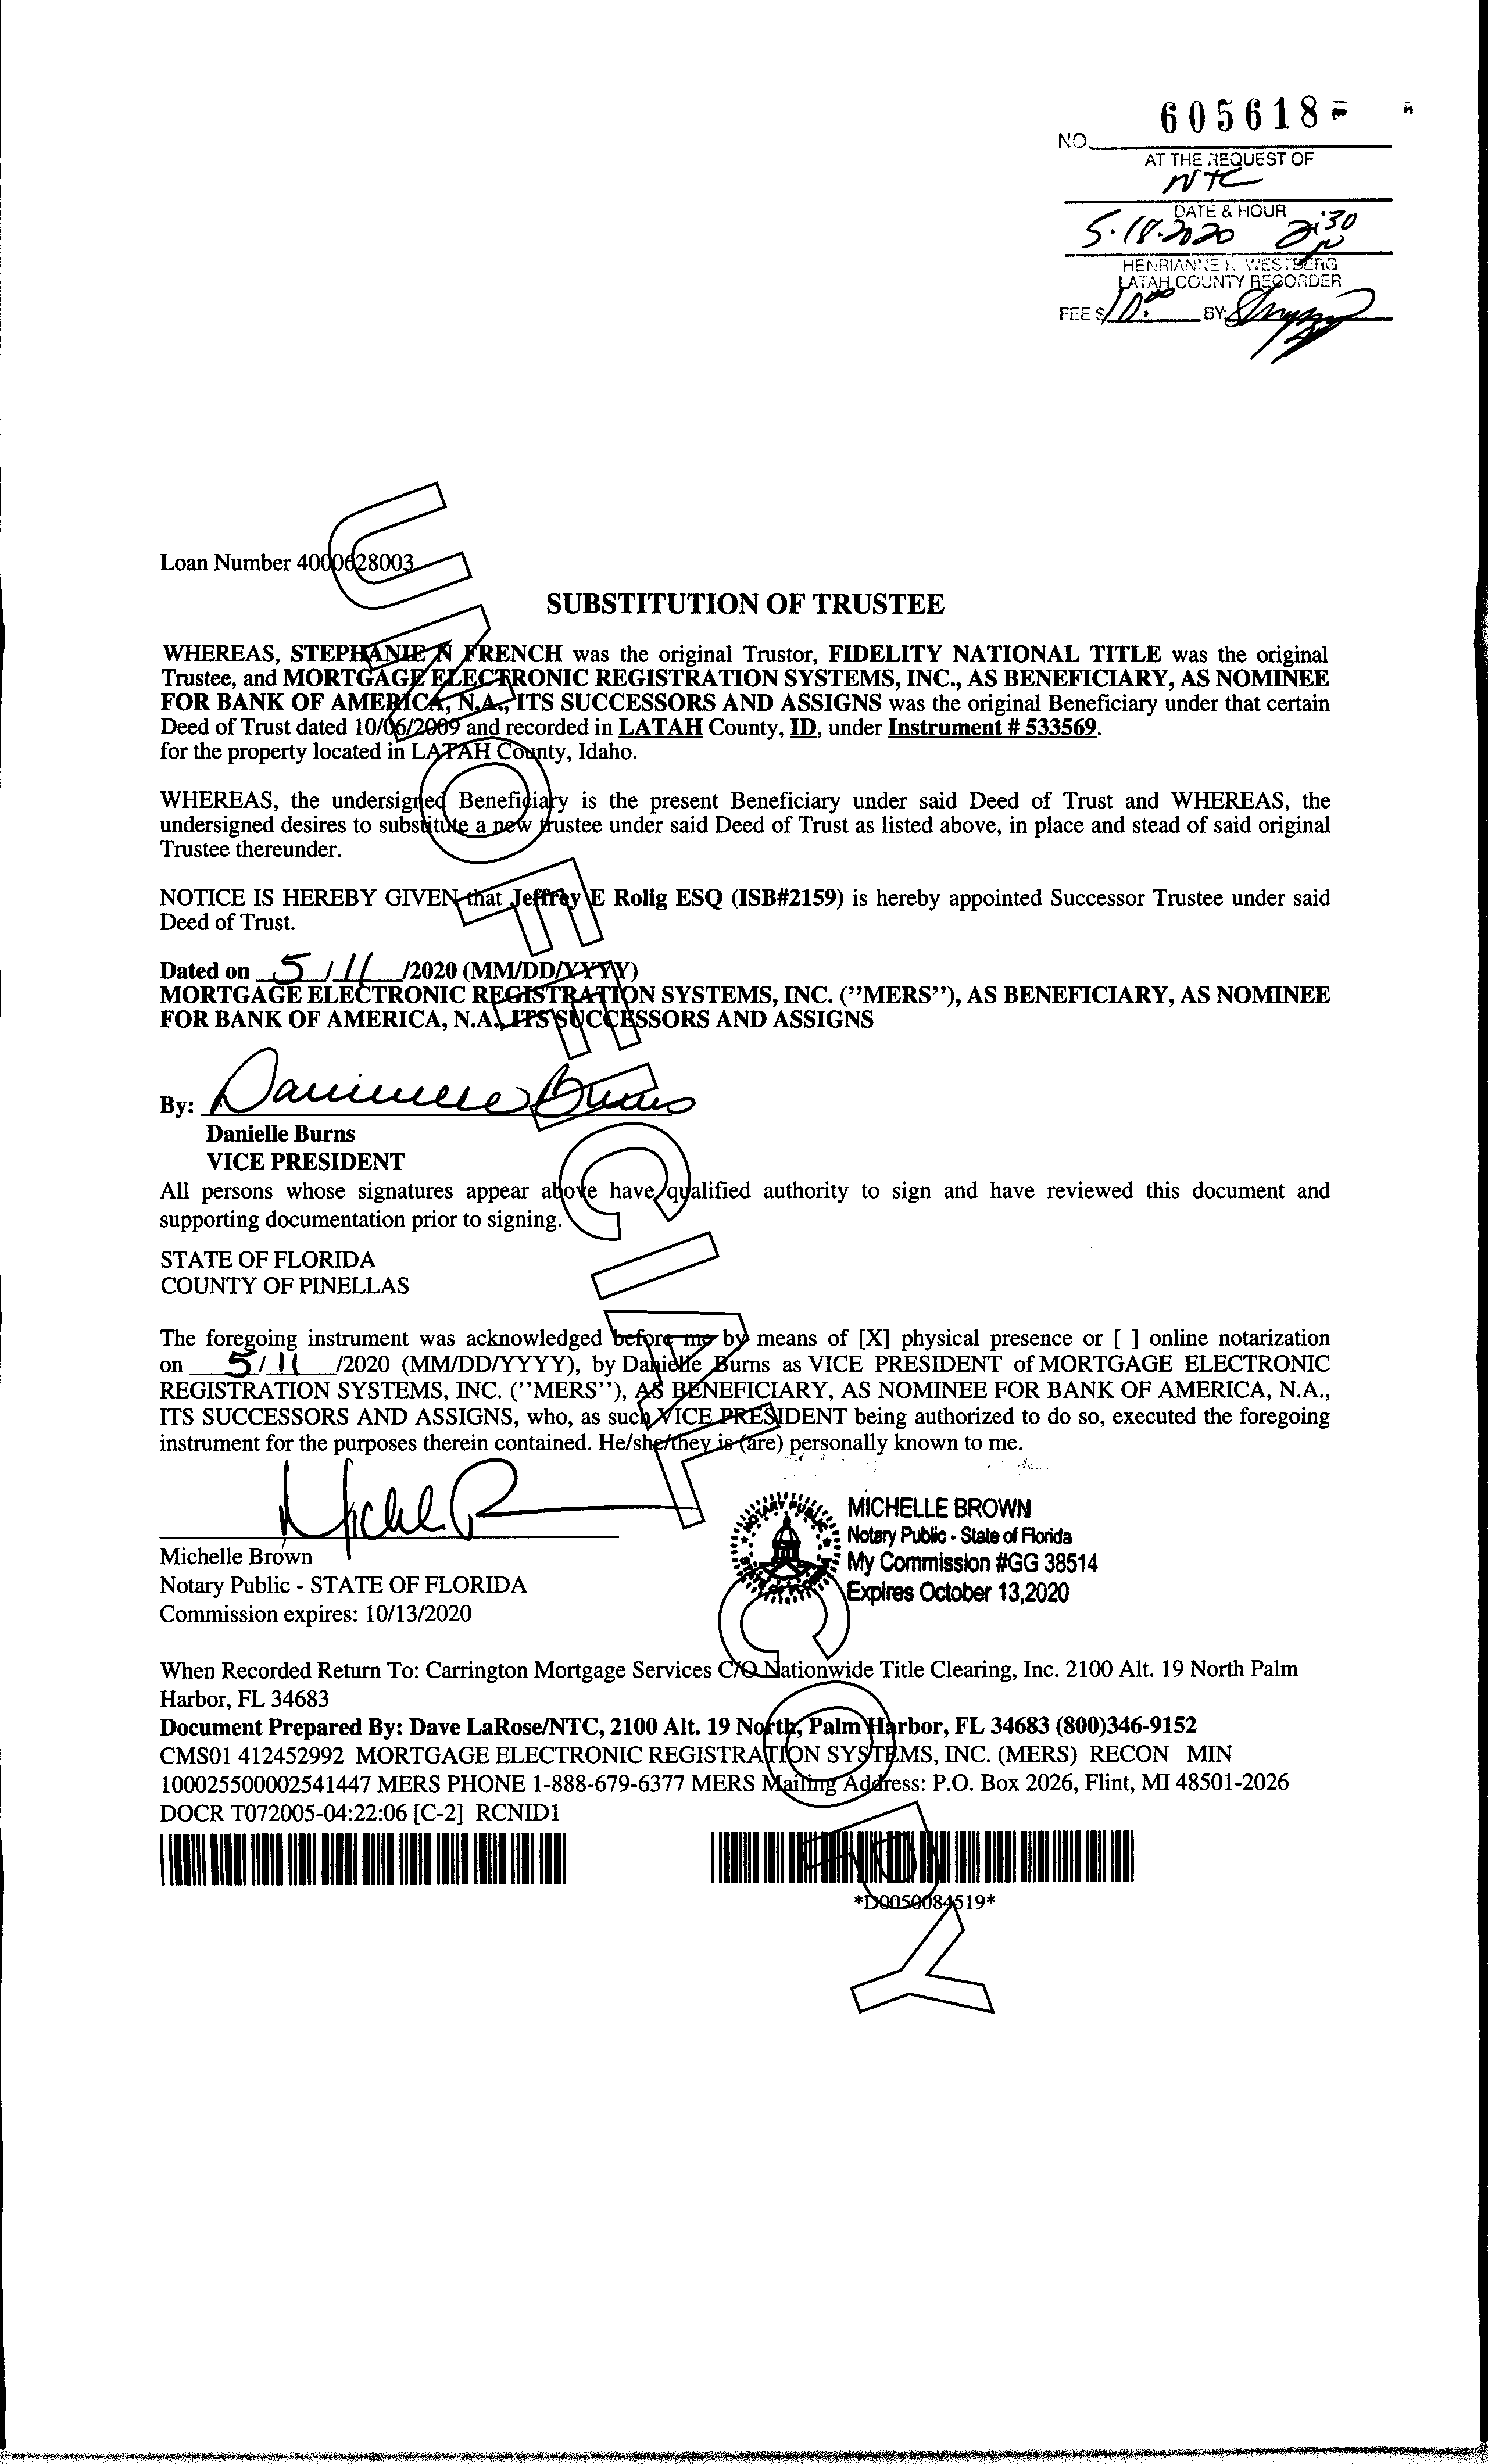 605618
NO.
AT THE REQUEST OF
NTC
DATE & HOUR
5.18.2020 2:30
HENRIANNE K. WESTBERG
LATAH COUNTY RECORDER
FEE $ 10.00 BY:
Loan Number 4000628003
SUBSTITUTION OF TRUSTEE
WHEREAS, STEPHANIE N FRENCH was the original Trustor, FIDELITY NATIONAL TITLE was the original
Trustee, and MORTGAGE ELECTRONIC REGISTRATION SYSTEMS, INC., AS BENEFICIARY, AS NOMINEE
FOR BANK OF AMERICA, N.A., ITS SUCCESSORS AND ASSIGNS was the original Beneficiary under that certain
Deed of Trust dated 10/06/2009 and recorded in LATAH County, ID, under Instrument # 533569.
for the property located in LATAH County, Idaho.
WHEREAS, the undersigned Beneficiary is the present Beneficiary under said Deed of Trust and WHEREAS, the
undersigned desires to substitute a new trustee under said Deed of Trust as listed above, in place and stead of said original
Trustee thereunder.
NOTICE IS HEREBY GIVEN that Jeffrey E Rolig ESQ (ISB#2159) is hereby appointed Successor Trustee under said
Deed of Trust.
Dated on 5 / 11 /2020 (MM/DD/YYYY)
MORTGAGE ELECTRONIC REGISTRATION SYSTEMS, INC. ("MERS"), AS BENEFICIARY, AS NOMINEE
FOR BANK OF AMERICA, N.A., ITS SUCCESSORS AND ASSIGNS
By: Danielle Burns
Danielle Burns
VICE PRESIDENT
All persons whose signatures appear above have qualified authority to sign and have reviewed this document and
supporting documentation prior to signing.
STATE OF FLORIDA
COUNTY OF PINELLAS
The foregoing instrument was acknowledged before me by means of [X] physical presence or [ ] online notarization
on 5 / 11 /2020 (MM/DD/YYYY), by Danielle Burns as VICE PRESIDENT of MORTGAGE ELECTRONIC
REGISTRATION SYSTEMS, INC. ("MERS"), AS BENEFICIARY, AS NOMINEE FOR BANK OF AMERICA, N.A.,
ITS SUCCESSORS AND ASSIGNS, who, as such VICE PRESIDENT being authorized to do so, executed the foregoing
instrument for the purposes therein contained. He/she/they is (are) personally known to me.
Michelle Brown
Notary Public - STATE OF FLORIDA
Commission expires: 10/13/2020
NOTARY PUBLIC
MICHELLE BROWN
Notary Public - State of Florida
My Commission #GG 38514
Expires October 13,2020
When Recorded Return To: Carrington Mortgage Services C/O Nationwide Title Clearing, Inc. 2100 Alt. 19 North Palm
Harbor, FL 34683
Document Prepared By: Dave LaRose/NTC, 2100 Alt. 19 North, Palm Harbor, FL 34683 (800)346-9152
CMS01 412452992 MORTGAGE ELECTRONIC REGISTRATION SYSTEMS, INC. (MERS) RECON MIN
100025500002541447 MERS PHONE 1-888-679-6377 MERS Mailing Address: P.O. Box 2026, Flint, MI 48501-2026
DOCR T072005-04:22:06 [C-2] RCNID1
*D0050084519*
UNOFFICIAL COPY